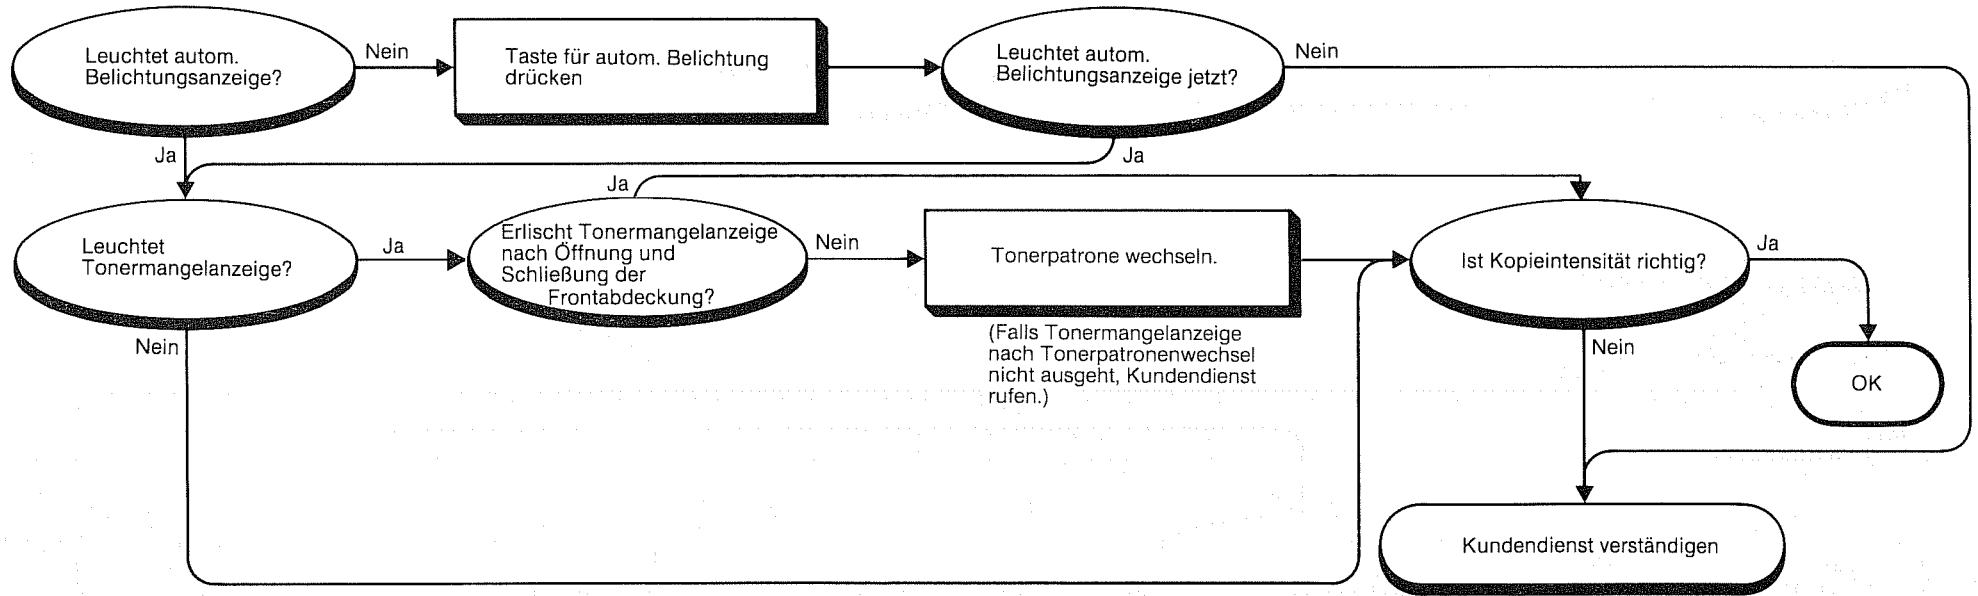 Leuchtet autom.
Belichtungsanzeige?
Nein
Taste für autom. Belichtung
drücken
Leuchtet autom.
Belichtungsanzeige jetzt?
Nein
Ja
Ja
Leuchtet
Tonermangelanzeige?
Ja
Erlischt Tonermangelanzeige
nach Öffnung und
Schließung der
Frontabdeckung?
Ja
Nein
Tonerpatrone wechseln.
(Falls Tonermangelanzeige
nach Tonerpatronenwechsel
nicht ausgeht, Kundendienst
rufen.)
Ist Kopieintensität richtig?
Ja
OK
Nein
Nein
Kundendienst verständigen